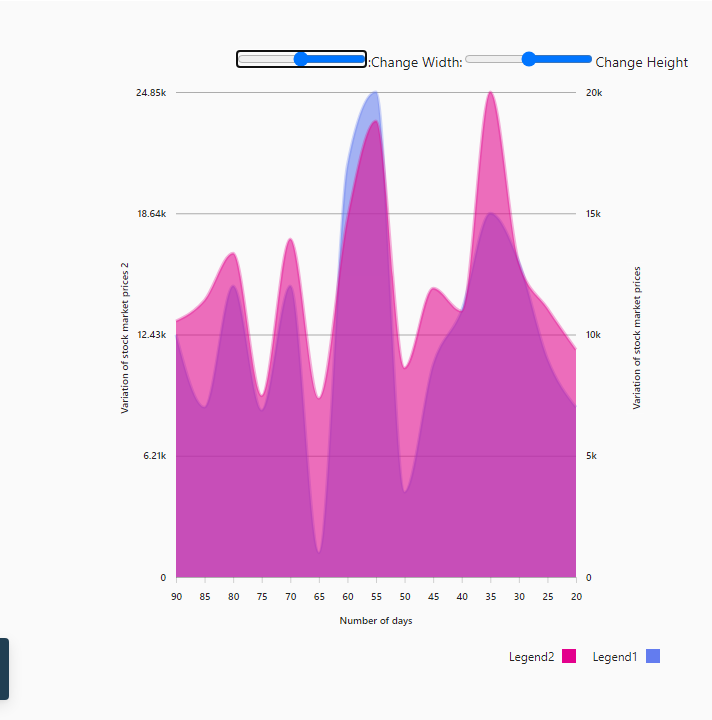 :Change Width: Change Height
24.85k 20k
18.64k 15k
Variation of stock market prices 2
Variation of stock market prices
12.43k 10k
6.21k 5k
0 0
90 85 80 75 70 65 60 55 50 45 40 35 30 25 20
Number of days
Legend2 Legend1